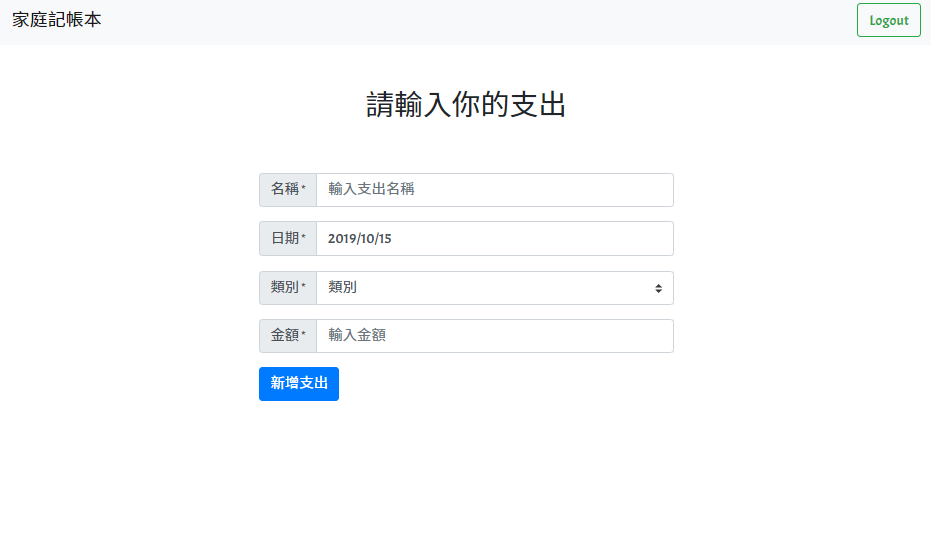 家庭記帳本
Logout
請輸入你的支出
名稱* 輸入支出名稱
日期* 2019/10/15
類別* 類別
金額* 輸入金額
新增支出